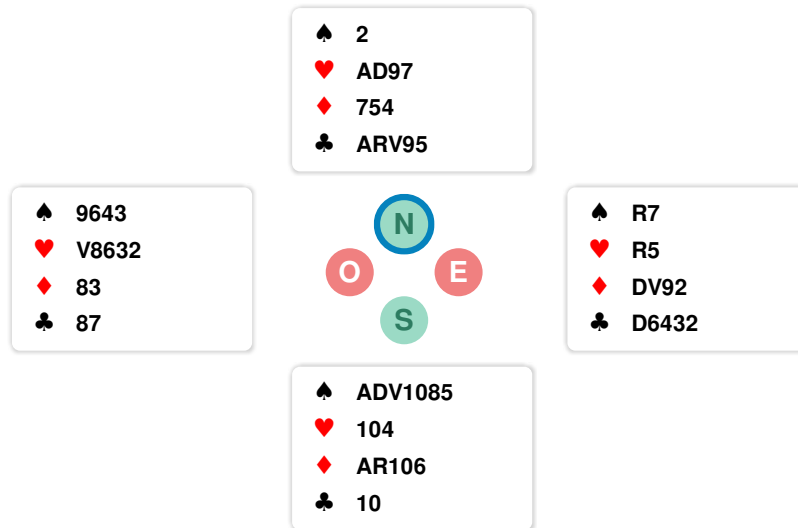 ♠ 2
♥ AD97
♦ 754
♣ ARV95
♠ 9643
♥ V8632
♦ 83
♣ 87
N
O E
S
♠ R7
♥ R5
♦ DV92
♣ D6432
♠ ADV1085
♥ 104
♦ AR106
♣ 10